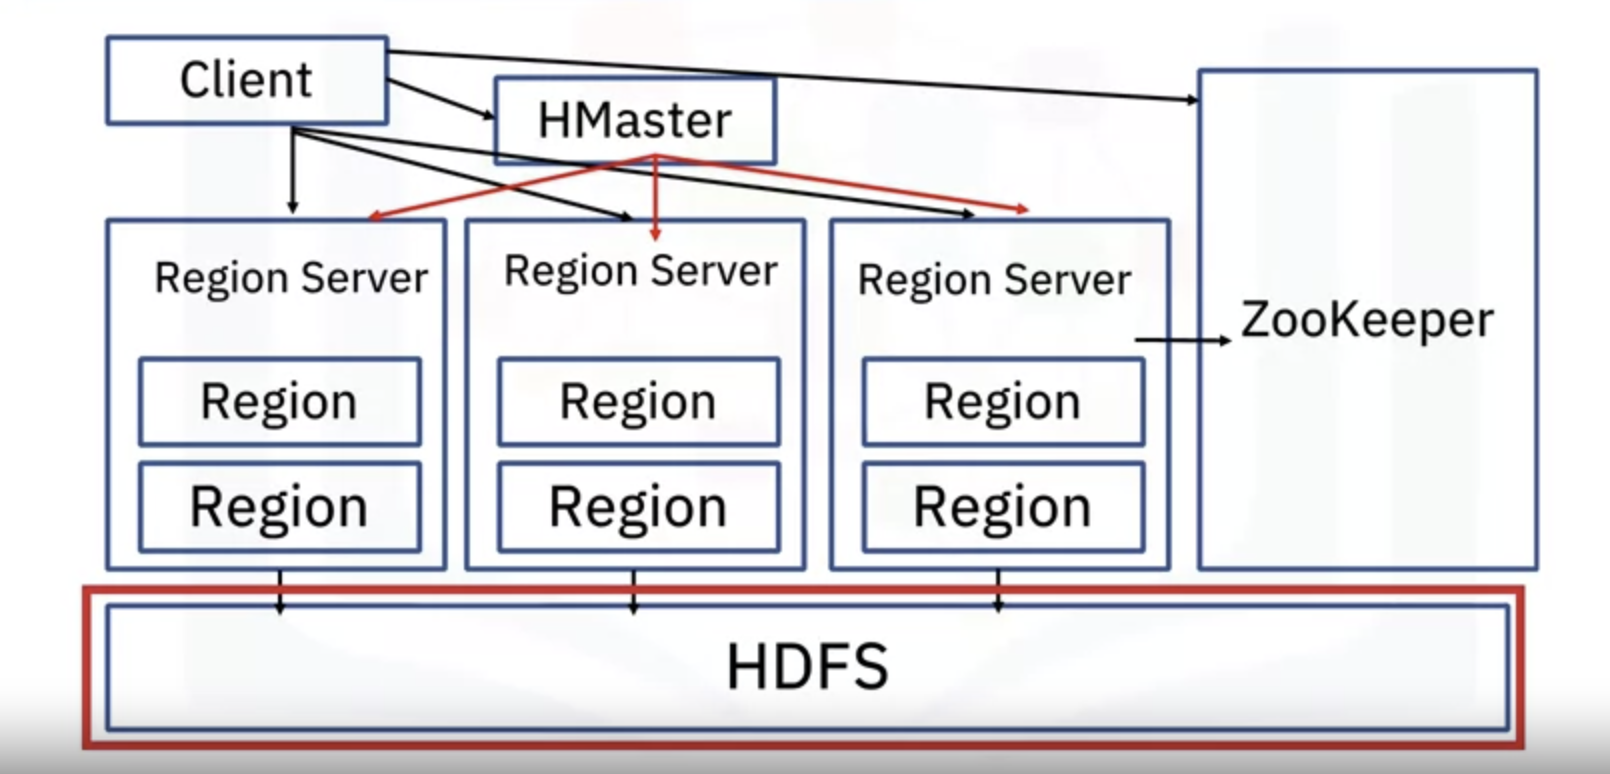 Client
HMaster
Region Server
Region Server
Region Server
ZooKeeper
Region
Region
Region
Region
Region
Region
HDFS